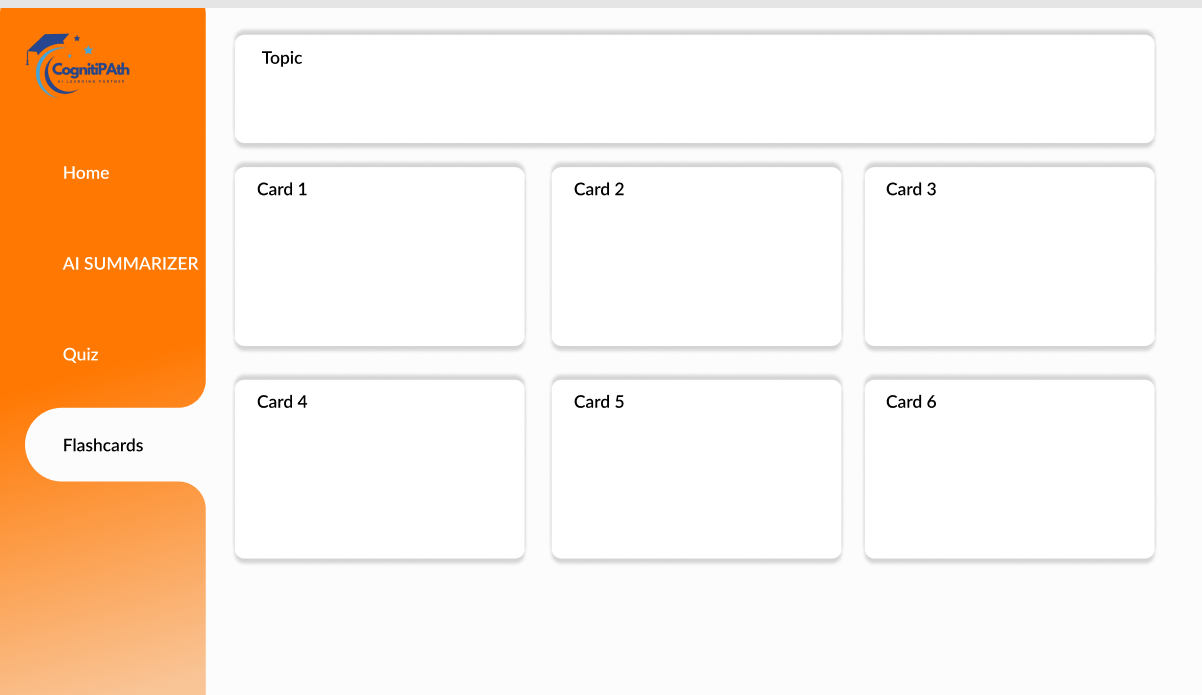 CognitiPAth
AI LEARNING PARTNER
Home
AI SUMMARIZER
Quiz
Flashcards
Topic
Card 1
Card 2
Card 3
Card 4
Card 5
Card 6